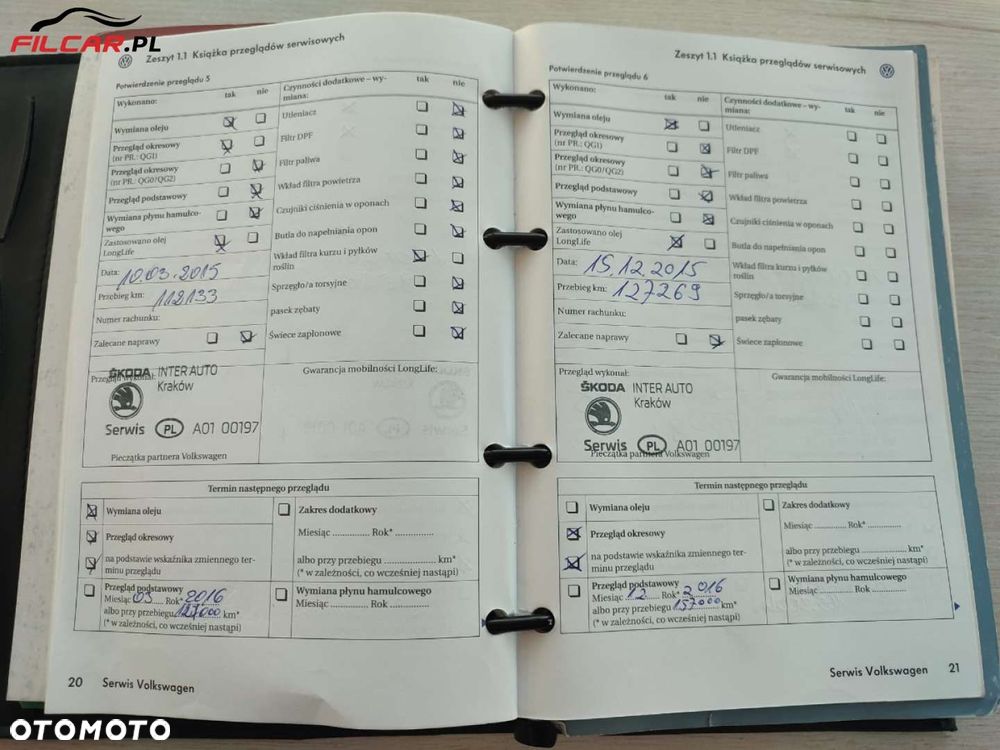 FILCAR.PL
Zeszyt 1.1 Książka przeglądów serwisowych
Potwierdzenie przeglądu 5
Wykonano: tak nie
Wymiana oleju
Przegląd okresowy
(nr PR.: QG1)
Przegląd okresowy
(nr PR.: QG0/QG2)
Przegląd podstawowy
Wymiana płynu hamulco-
wego
Zastosowano olej
LongLife
Data: 10.03.2015
Przebieg km: 112133
Numer rachunku:
Zalecane naprawy
Czynności dodatkowe – wy-
miana: tak nie
Utleniacz
Filtr DPF
Filtr paliwa
Wkład filtra powietrza
Czujniki ciśnienia w oponach
Butla do napełniania opon
Wkład filtra kurzu i pyłków
roślin
Sprzęgło/a torsyjne
pasek zębaty
Świece zapłonowe
Przegląd wykonał:
ŠKODA INTER AUTO
Kraków
Serwis PL A01 00197
Pieczątka partnera Volkswagen
Gwarancja mobilności LongLife:
Termin następnego przeglądu
Wymiana oleju
Przegląd okresowy
na podstawie wskaźnika zmiennego ter-
minu przeglądu
Przegląd podstawowy
Miesiąc 03 Rok* 2016
albo przy przebiegu 127000 km*
(* w zależności, co wcześniej nastąpi)
Zakres dodatkowy
Miesiąc .............. Rok* ..............
albo przy przebiegu .................. km*
(* w zależności, co wcześniej nastąpi)
Wymiana płynu hamulcowego
Miesiąc .............. Rok ..............
20 Serwis Volkswagen
Zeszyt 1.1 Książka przeglądów serwisowych
Potwierdzenie przeglądu 6
Wykonano: tak nie
Wymiana oleju
Przegląd okresowy
(nr PR.: QG1)
Przegląd okresowy
(nr PR.: QG0/QG2)
Przegląd podstawowy
Wymiana płynu hamulco-
wego
Zastosowano olej
LongLife
Data: 15.12.2015
Przebieg km: 127269
Numer rachunku:
Zalecane naprawy
Czynności dodatkowe – wy-
miana: tak nie
Utleniacz
Filtr DPF
Filtr paliwa
Wkład filtra powietrza
Czujniki ciśnienia w oponach
Butla do napełniania opon
Wkład filtra kurzu i pyłków
roślin
Sprzęgło/a torsyjne
pasek zębaty
Świece zapłonowe
Przegląd wykonał:
ŠKODA INTER AUTO
Kraków
Serwis PL A01 00197
Pieczątka partnera Volkswagen
Gwarancja mobilności LongLife:
Termin następnego przeglądu
Wymiana oleju
Przegląd okresowy
na podstawie wskaźnika zmiennego ter-
minu przeglądu
Przegląd podstawowy
Miesiąc 12 Rok* 2016
albo przy przebiegu 157000 km*
(* w zależności, co wcześniej nastąpi)
Zakres dodatkowy
Miesiąc .............. Rok* ..............
albo przy przebiegu .................. km*
(* w zależności, co wcześniej nastąpi)
Wymiana płynu hamulcowego
Miesiąc .............. Rok ..............
Serwis Volkswagen 21
OTOMOTO